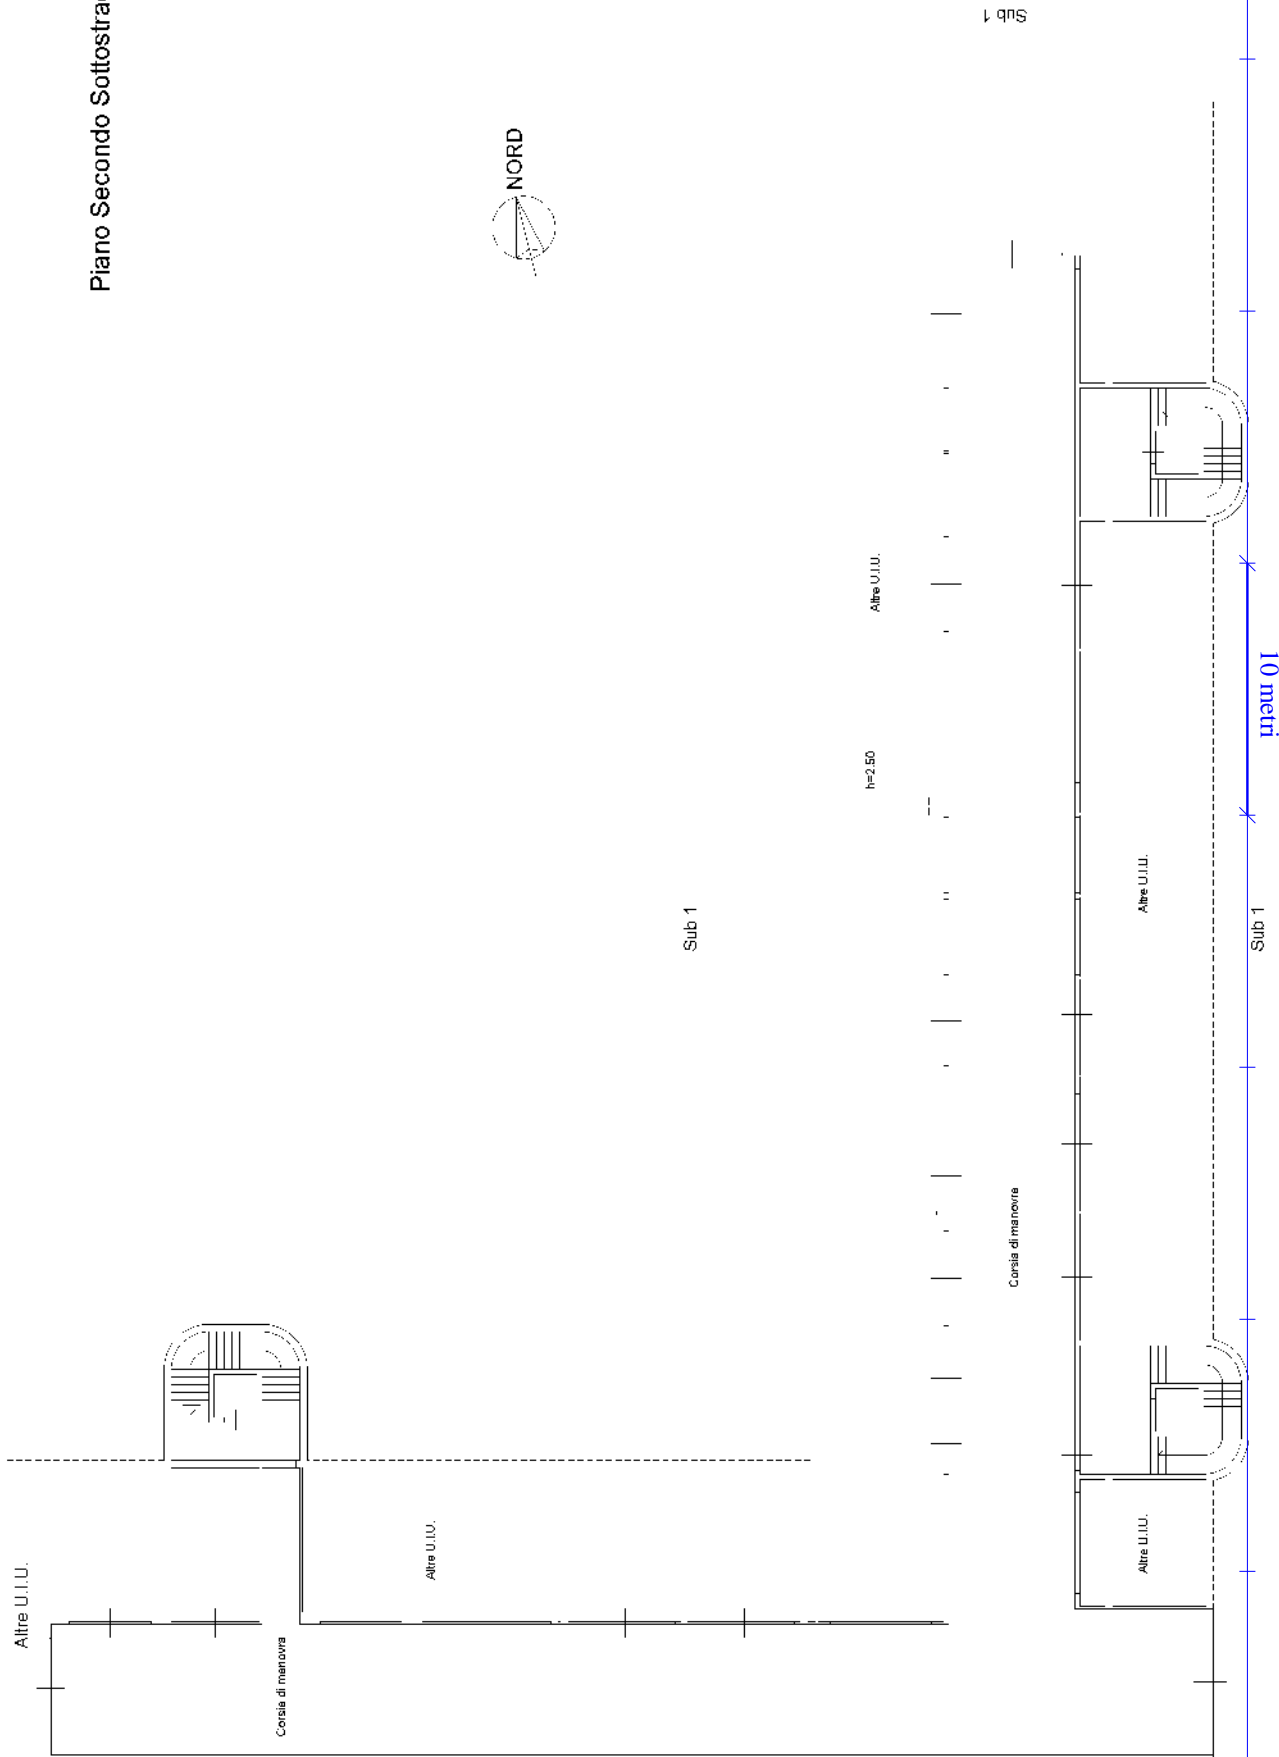 Sub 1
Piano Secondo Sottostra
NORD
Altre U.I.U.
10 metri
h=2.50
Altre U.I.U.
Sub 1
Sub 1
Corsia di manovra
Altre U.I.U.
Altre U.I.U.
Altre U.I.U.
Corsia di manovra